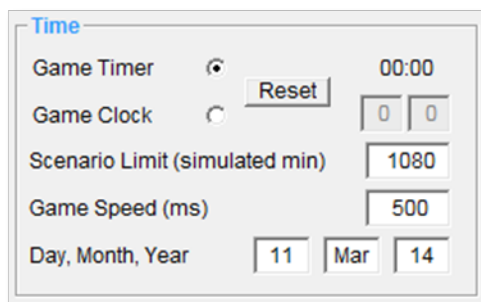 Time
Game Timer 00:00
Reset
Game Clock 0 0
Scenario Limit (simulated min) 1080
Game Speed (ms) 500
Day, Month, Year 11 Mar 14